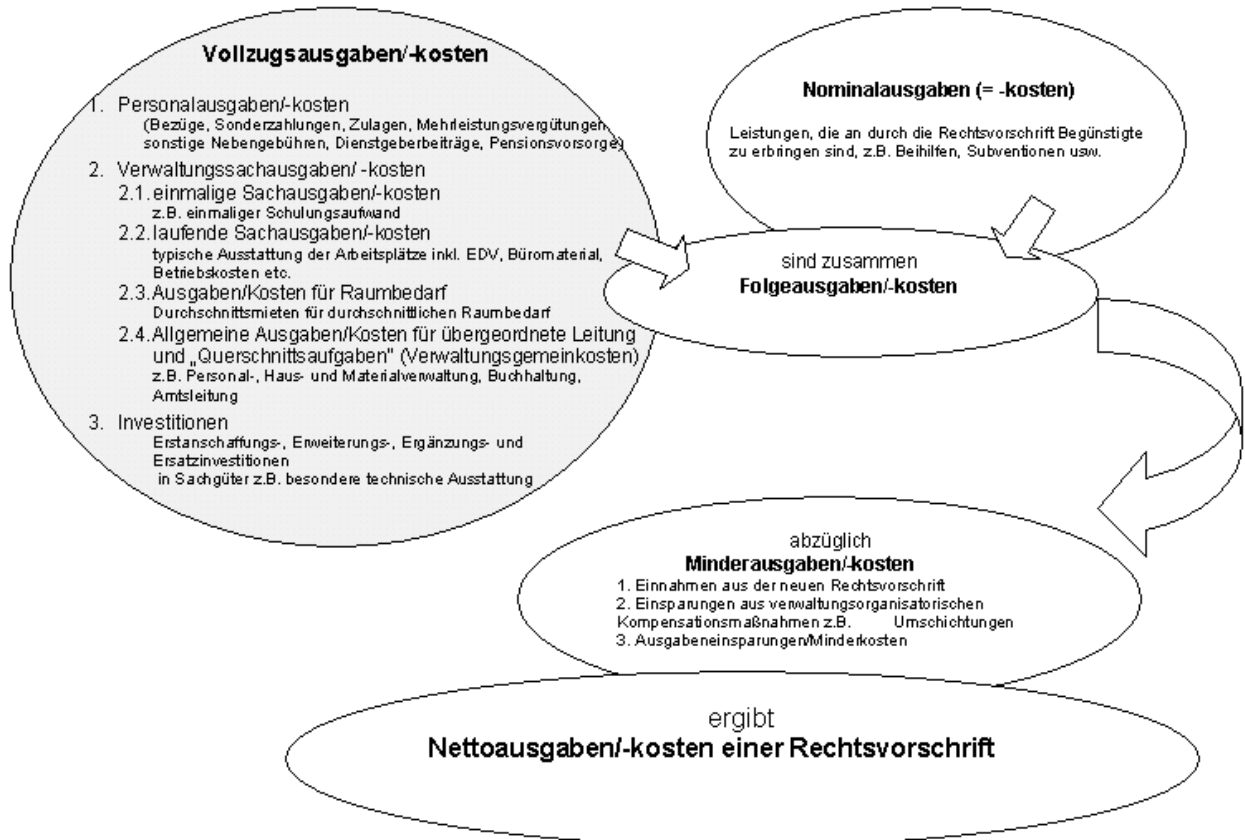 Vollzugsausgaben/-kosten
1. Personalausgaben/-kosten
(Bezüge, Sonderzahlungen, Zulagen, Mehrleistungsvergütungen,
sonstige Nebengebühren, Dienstgeberbeiträge, Pensionsvorsorge)
2. Verwaltungssachausgaben/ -kosten
2.1. einmalige Sachausgaben/-kosten
z.B. einmaliger Schulungsaufwand
2.2. laufende Sachausgaben/-kosten
typische Ausstattung der Arbeitsplätze inkl. EDV, Büromaterial,
Betriebskosten etc.
2.3. Ausgaben/Kosten für Raumbedarf
Durchschnittsmieten für durchschnittlichen Raumbedarf
2.4. Allgemeine Ausgaben/Kosten für übergeordnete Leitung
und „Querschnittsaufgaben" (Verwaltungsgemeinkosten)
z.B. Personal-, Haus- und Materialverwaltung, Buchhaltung,
Amtsleitung
3. Investitionen
Erstanschaffungs-, Erweiterungs-, Ergänzungs- und
Ersatzinvestitionen
in Sachgüter z.B. besondere technische Ausstattung
Nominalausgaben (= -kosten)
Leistungen, die an durch die Rechtsvorschrift Begünstigte
zu erbringen sind, z.B. Beihilfen, Subventionen usw.
sind zusammen
Folgeausgaben/-kosten
abzüglich
Minderausgaben/-kosten
1. Einnahmen aus der neuen Rechtsvorschrift
2. Einsparungen aus verwaltungsorganisatorischen
Kompensationsmaßnahmen z.B. Umschichtungen
3. Ausgabeneinsparungen/Minderkosten
ergibt
Nettoausgaben/-kosten einer Rechtsvorschrift